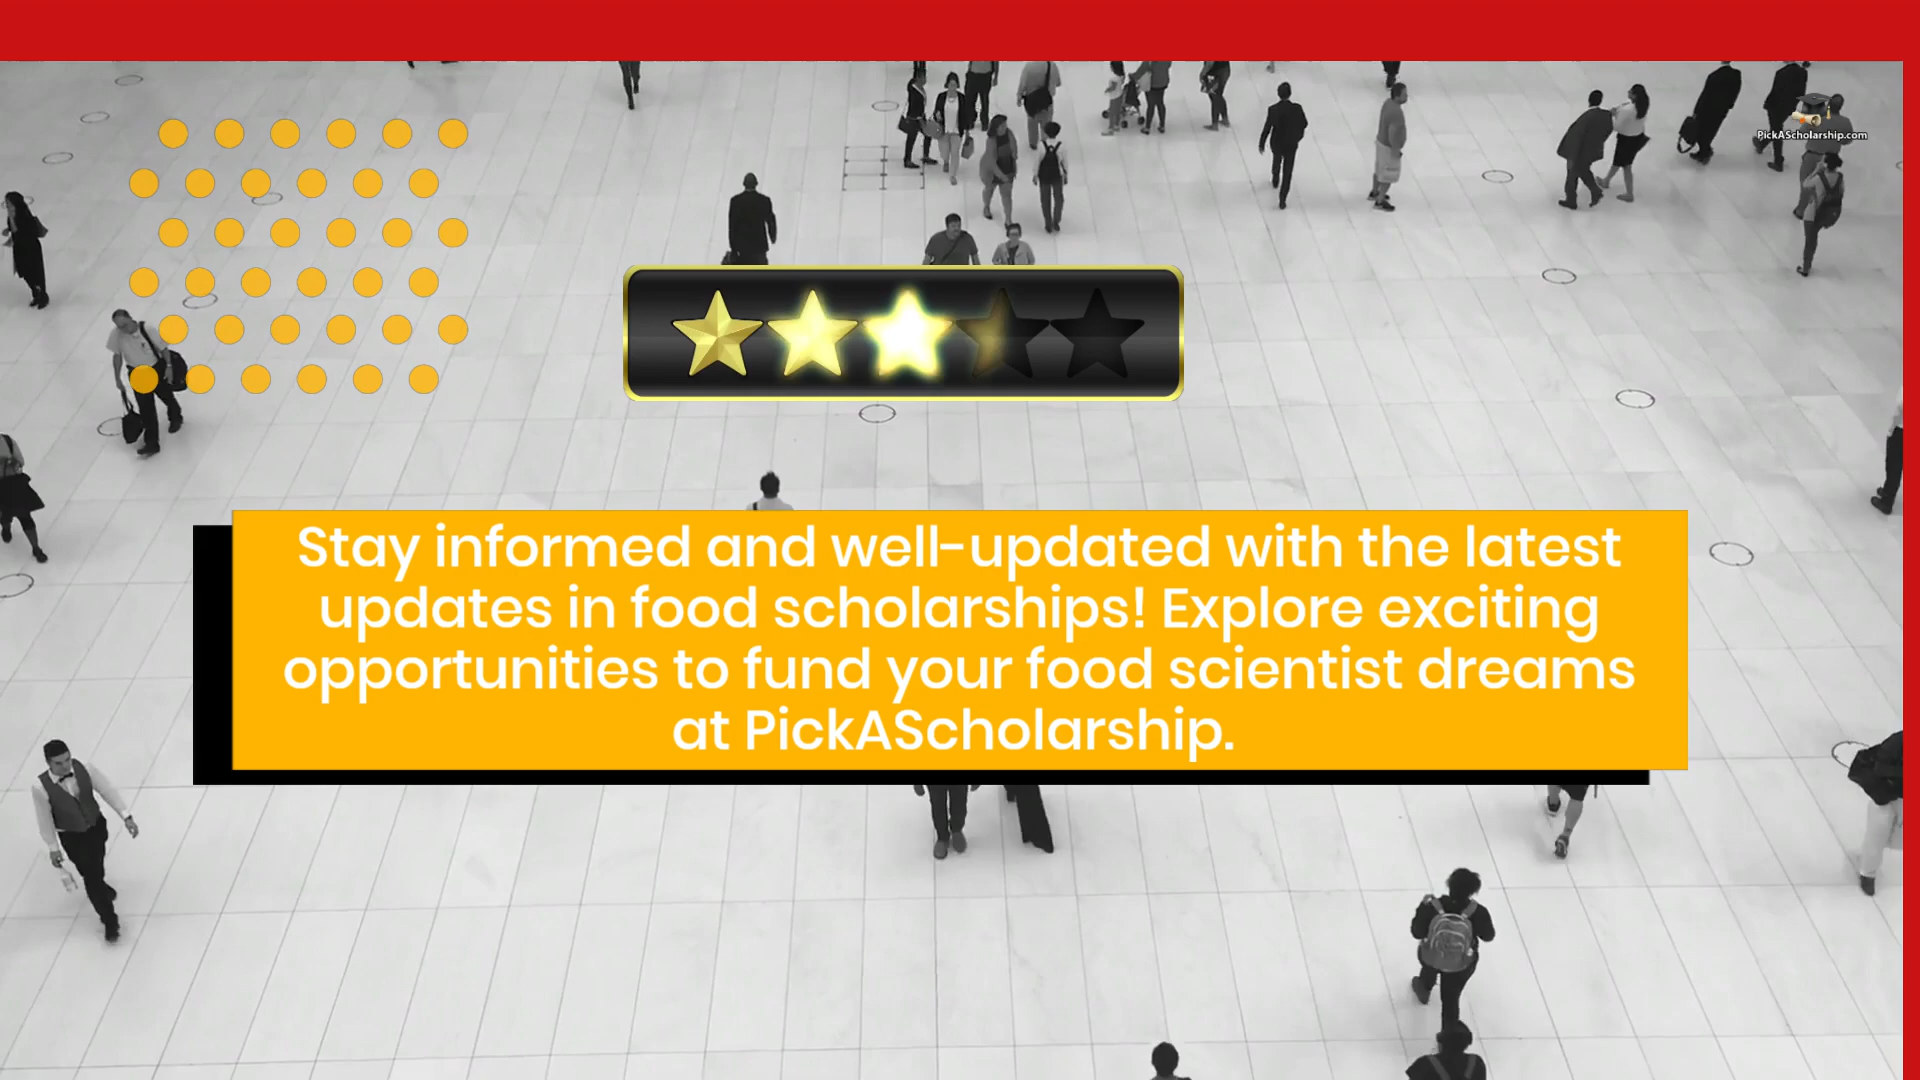 PickAScholarship.com
Stay informed and well-updated with the latest
updates in food scholarships! Explore exciting
opportunities to fund your food scientist dreams
at PickAScholarship.